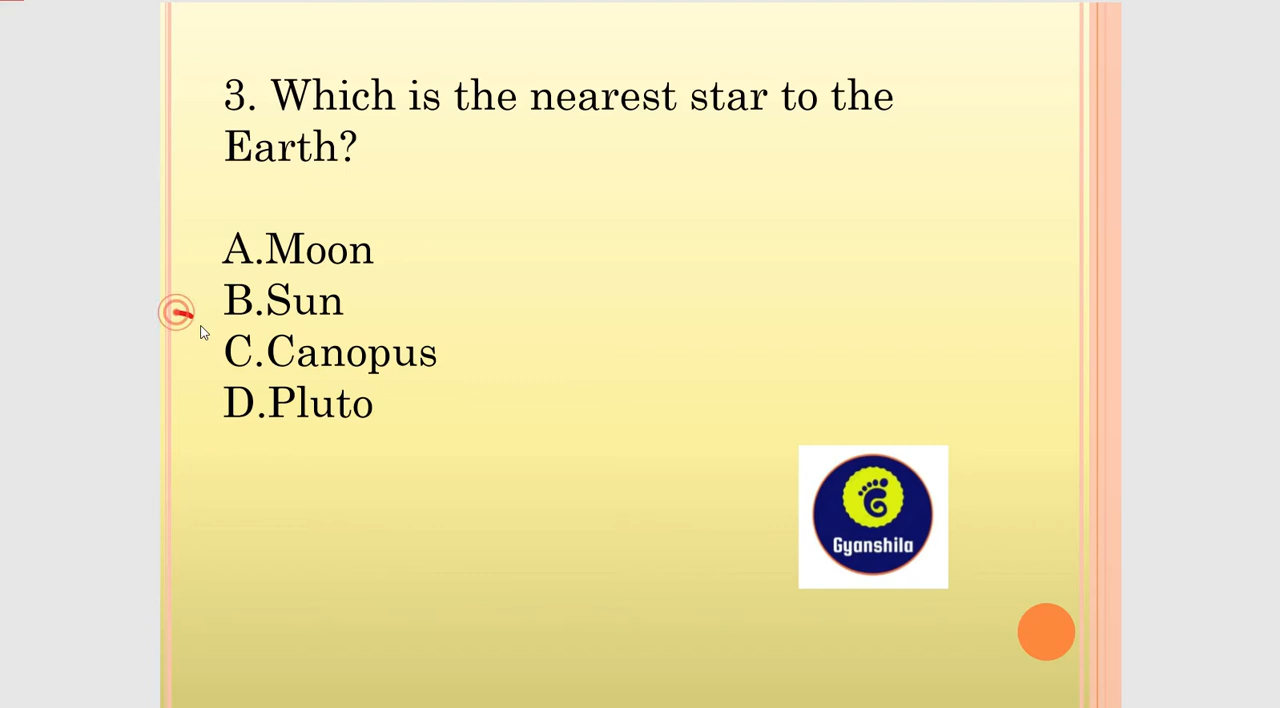 3. Which is the nearest star to the
Earth?
A.Moon
B.Sun
C.Canopus
D.Pluto
Gyanshila